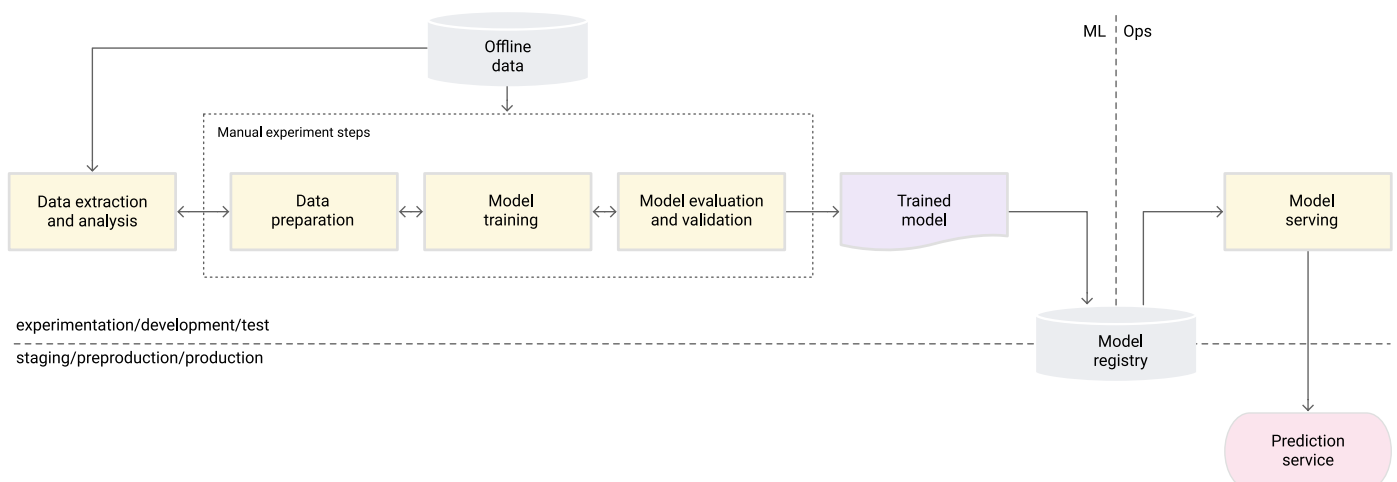 Offline
data
ML
Ops
Manual experiment steps
Data extraction
and analysis
Data
preparation
Model
training
Model evaluation
and validation
Trained
model
Model
serving
experimentation/development/test
staging/preproduction/production
Model
registry
Prediction
service